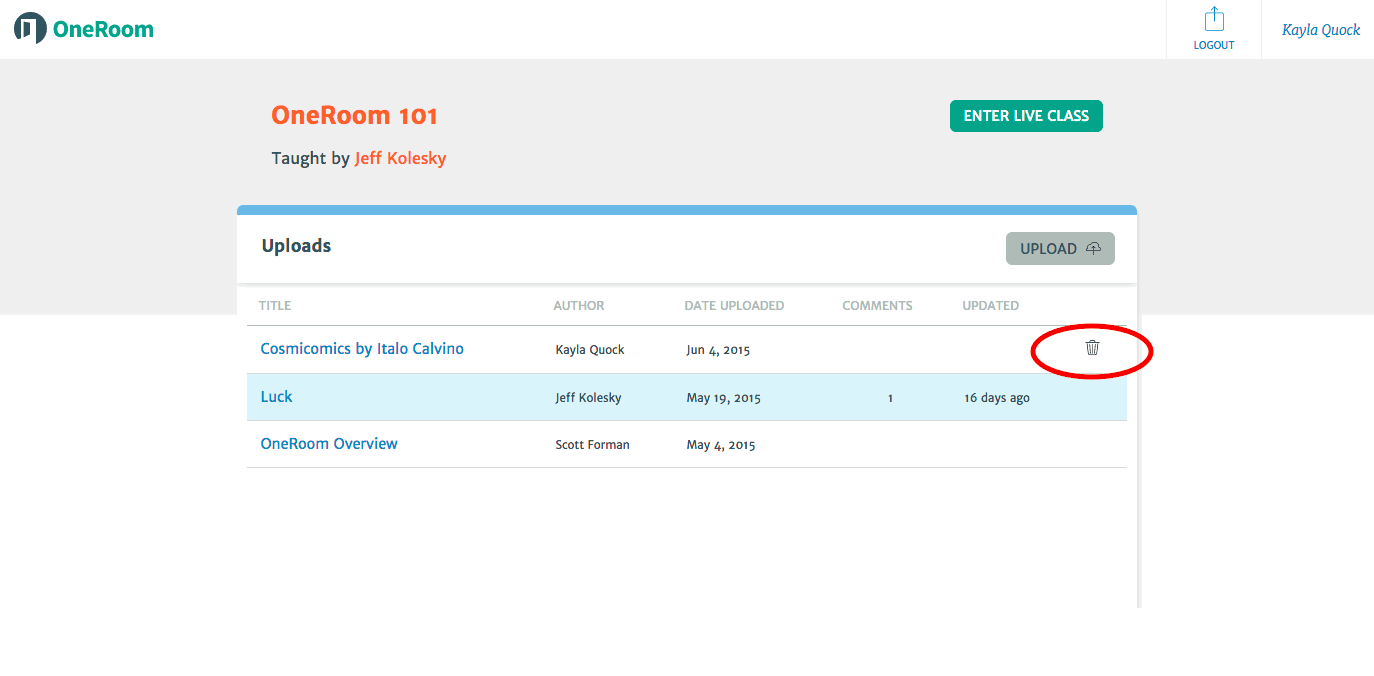 OneRoom
LOGOUT
Kayla Quock
OneRoom 101
ENTER LIVE CLASS
Taught by Jeff Kolesky
Uploads
UPLOAD
TITLE AUTHOR DATE UPLOADED COMMENTS UPDATED
Cosmicomics by Italo Calvino Kayla Quock Jun 4, 2015
Luck Jeff Kolesky May 19, 2015 1 16 days ago
OneRoom Overview Scott Forman May 4, 2015